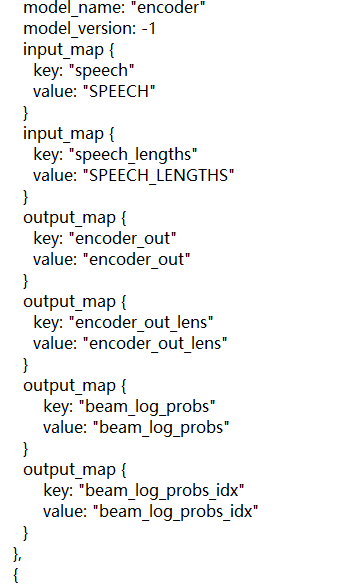 model_name: "encoder"
model_version: -1
input_map {
key: "speech"
value: "SPEECH"
}
input_map {
key: "speech_lengths"
value: "SPEECH_LENGTHS"
}
output_map {
key: "encoder_out"
value: "encoder_out"
}
output_map {
key: "encoder_out_lens"
value: "encoder_out_lens"
}
output_map {
key: "beam_log_probs"
value: "beam_log_probs"
}
output_map {
key: "beam_log_probs_idx"
value: "beam_log_probs_idx"
}
},
{